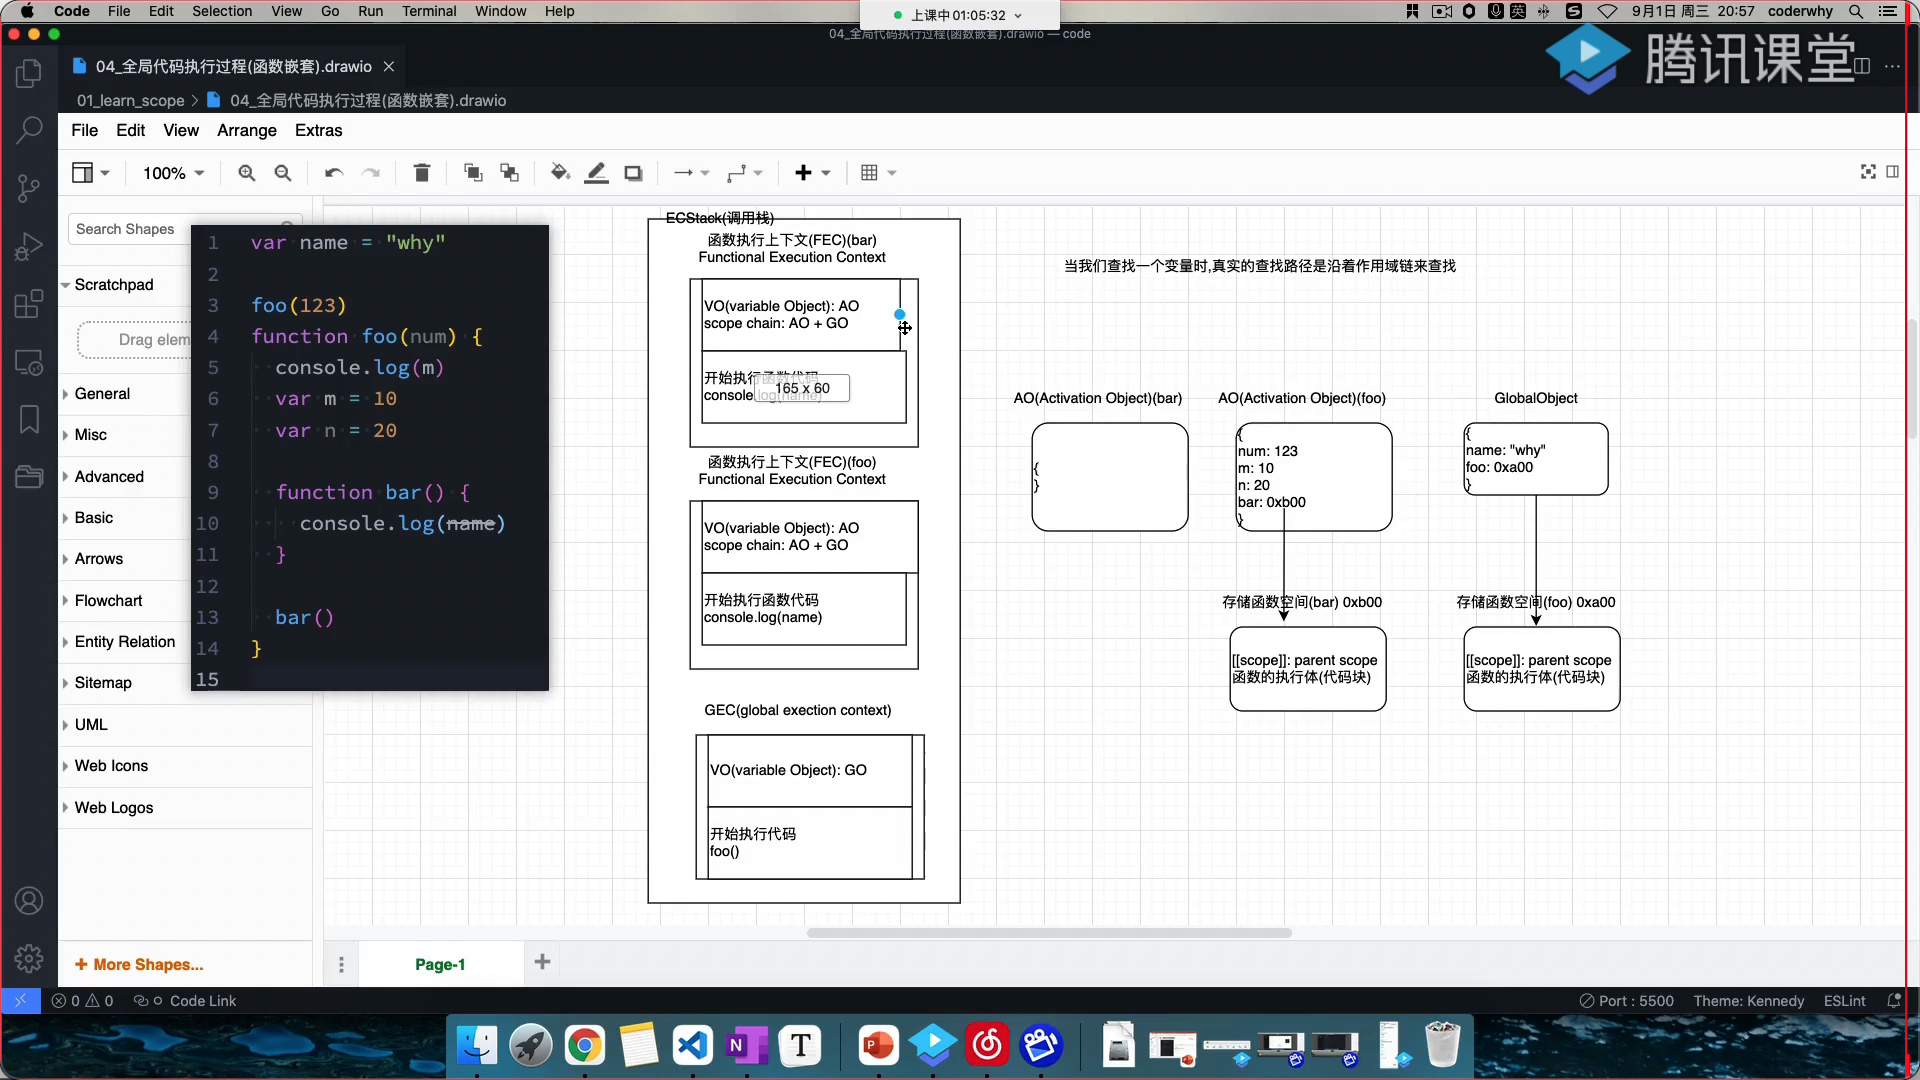 Code File Edit Selection View Go Run Terminal Window Help
上课中01:05:32
英 S 9月1日 周三 20:57 coderwhy
04_全局代码执行过程(函数嵌套).drawio — code
腾讯课堂
04_全局代码执行过程(函数嵌套).drawio
01_learn_scope > 04_全局代码执行过程(函数嵌套).drawio
File Edit View Arrange Extras
100%
Search Shapes
Scratchpad
Drag elem
General
Misc
Advanced
Basic
Arrows
Flowchart
Entity Relation
Sitemap
UML
Web Icons
Web Logos
+ More Shapes...
1 var name = "why"
2
3 foo(123)
4 function foo(num) {
5 console.log(m)
6 var m = 10
7 var n = 20
8
9 function bar() {
10 console.log(name)
11 }
12
13 bar()
14 }
15
ECStack(调用栈)
函数执行上下文(FEC)(bar)
Functional Execution Context
VO(variable Object): AO
scope chain: AO + GO
开始执行函数代码
console.log(name)
165 x 60
函数执行上下文(FEC)(foo)
Functional Execution Context
VO(variable Object): AO
scope chain: AO + GO
开始执行函数代码
console.log(name)
GEC(global exection context)
VO(variable Object): GO
开始执行代码
foo()
当我们查找一个变量时,真实的查找路径是沿着作用域链来查找
AO(Activation Object)(bar)
{
}
AO(Activation Object)(foo)
{
num: 123
m: 10
n: 20
bar: 0xb00
}
GlobalObject
{
name: "why"
foo: 0xa00
}
存储函数空间(bar) 0xb00
[[scope]]: parent scope
函数的执行体(代码块)
存储函数空间(foo) 0xa00
[[scope]]: parent scope
函数的执行体(代码块)
Page-1
0 0 Code Link
Port : 5500 Theme: Kennedy ESLint
N T P